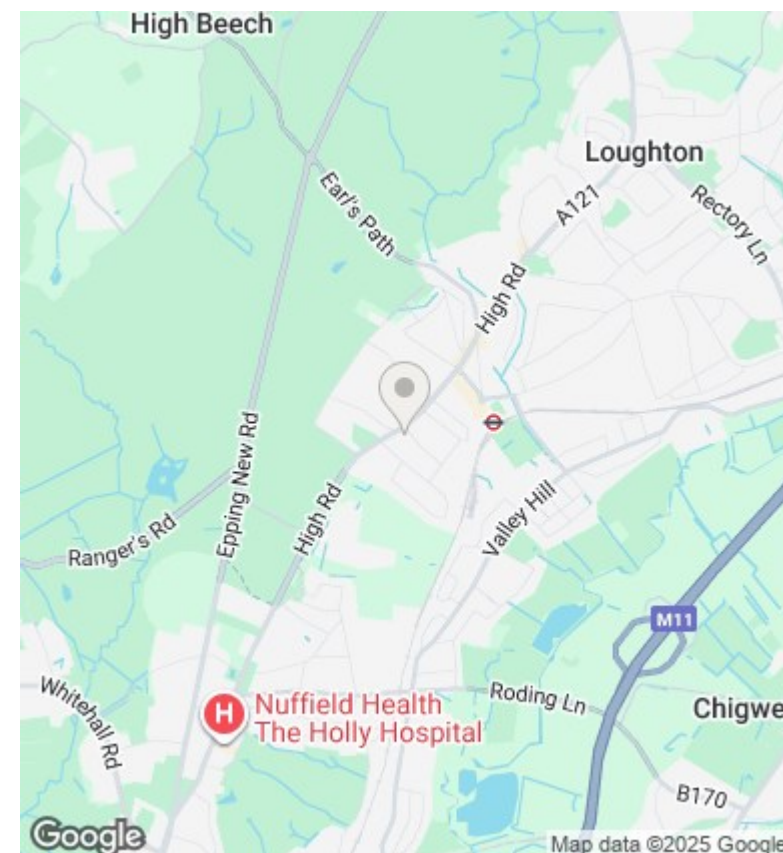 High Beech
Loughton
Earl's Path
A121
Rectory Ln
High Rd
Epping New Rd
High Rd
Valley Hill
Ranger's Rd
M11
Whitehall Rd
H
Nuffield Health
The Holly Hospital
Roding Ln
Chigwe
B170
Google
Map data ©2025 Google